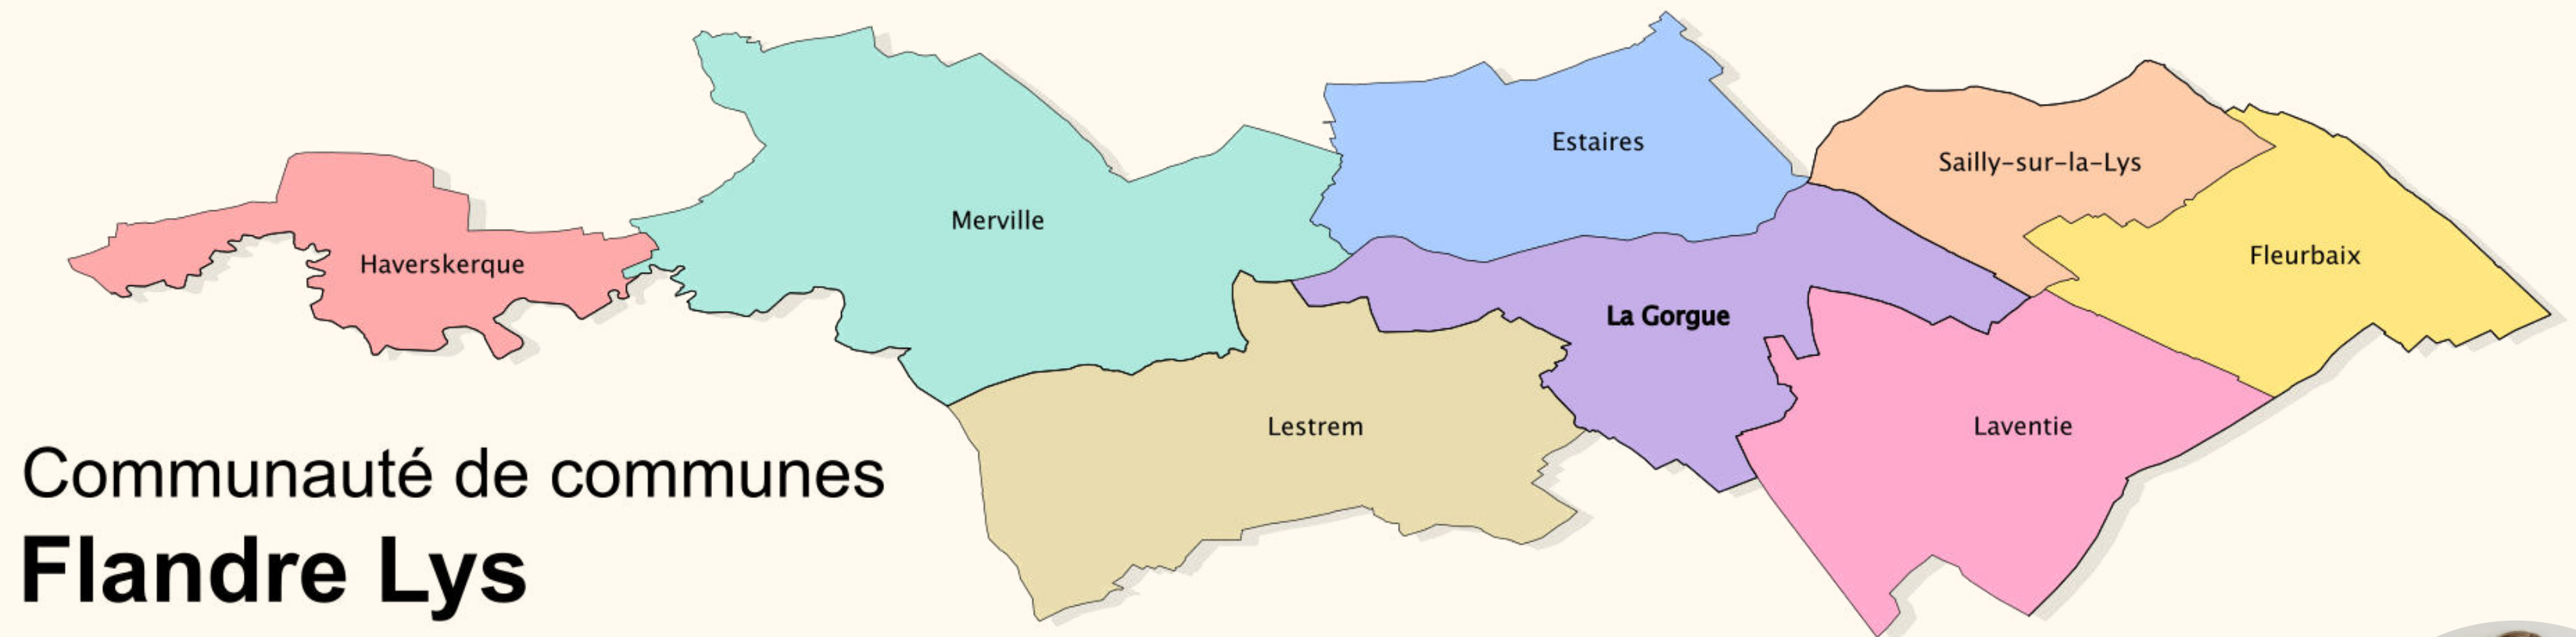 Estaires
Sailly-sur-la-Lys
Merville
Haverskerque
Fleurbaix
La Gorgue
Lestrem
Laventie
Communauté de communes
Flandre Lys